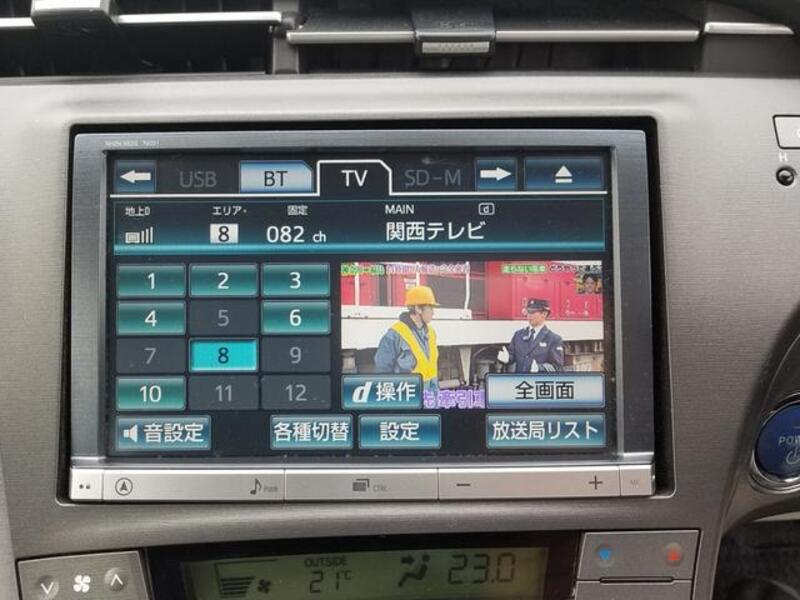 USB BT TV SD-M
地上D エリア 固定 MAIN d
8 082 ch 関西テレビ
1 2 3
4 5 6
7 8 9
10 11 12
d操作 全画面
音設定 各種切替 設定 放送局リスト
PWR CTRL − +
OUTSIDE
21℃ 23.0
H